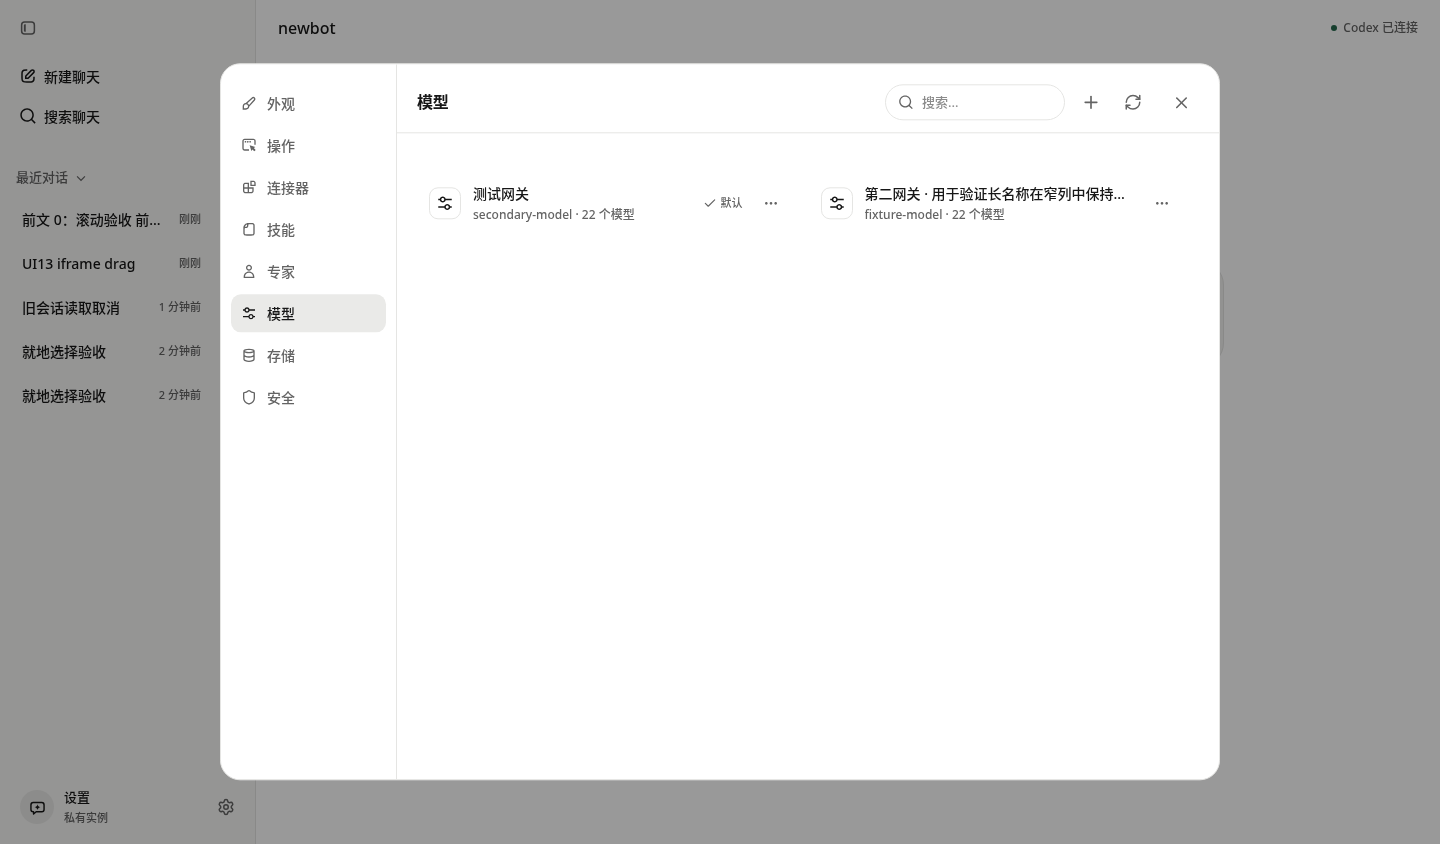 newbot
Codex 已连接
新建聊天
搜索聊天
最近对话
前文 0：滚动验收 前... 刚刚
UI13 iframe drag 刚刚
旧会话读取取消 1 分钟前
就地选择验收 2 分钟前
就地选择验收 2 分钟前
设置
私有实例
外观
操作
连接器
技能
专家
模型
存储
安全
模型
搜索...
测试网关
secondary-model · 22 个模型
默认
第二网关 · 用于验证长名称在窄列中保持...
fixture-model · 22 个模型